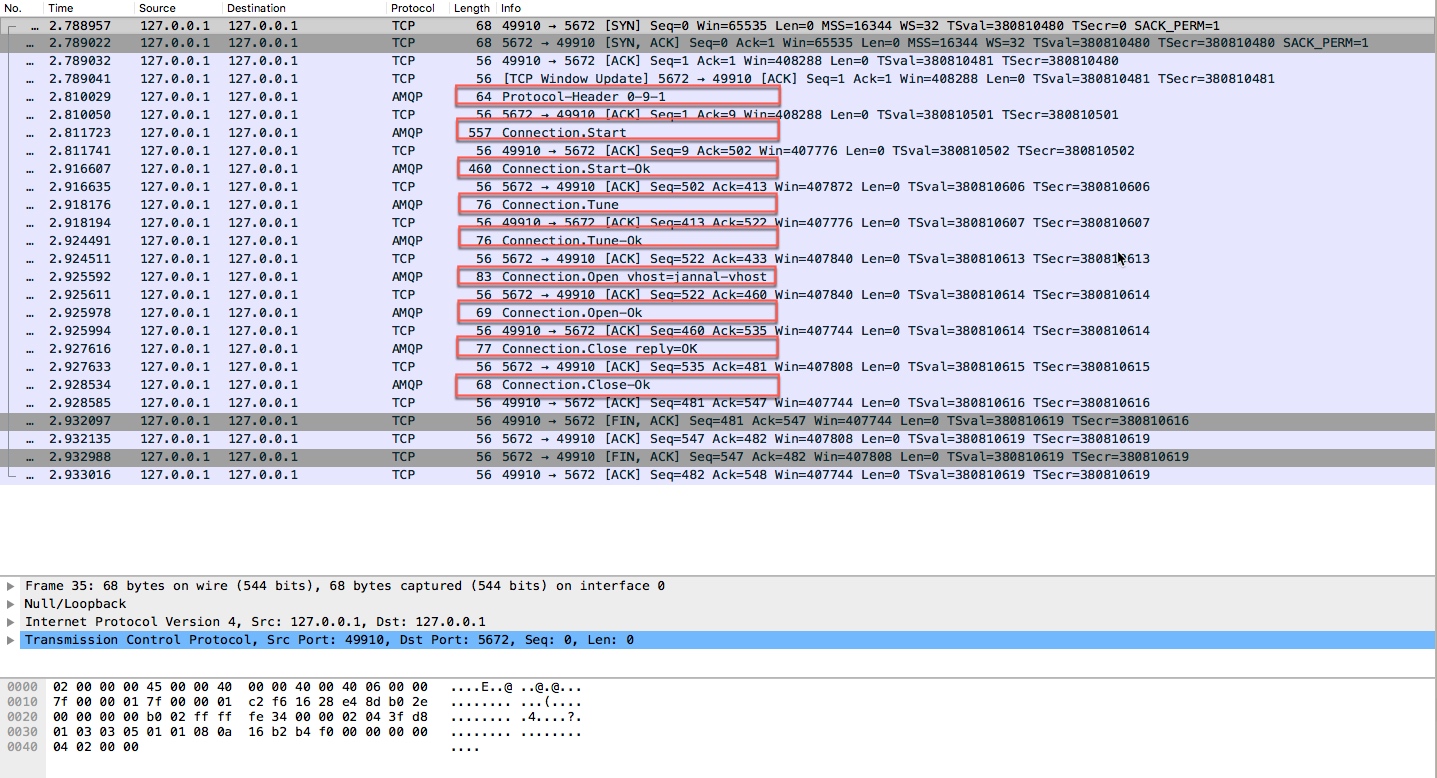 No. Time Source Destination Protocol Length Info
… 2.788957 127.0.0.1 127.0.0.1 TCP 68 49910 → 5672 [SYN] Seq=0 Win=65535 Len=0 MSS=16344 WS=32 TSval=380810480 TSecr=0 SACK_PERM=1
… 2.789022 127.0.0.1 127.0.0.1 TCP 68 5672 → 49910 [SYN, ACK] Seq=0 Ack=1 Win=65535 Len=0 MSS=16344 WS=32 TSval=380810480 TSecr=380810480 SACK_PERM=1
… 2.789032 127.0.0.1 127.0.0.1 TCP 56 49910 → 5672 [ACK] Seq=1 Ack=1 Win=408288 Len=0 TSval=380810481 TSecr=380810480
… 2.789041 127.0.0.1 127.0.0.1 TCP 56 [TCP Window Update] 5672 → 49910 [ACK] Seq=1 Ack=1 Win=408288 Len=0 TSval=380810481 TSecr=380810481
… 2.810029 127.0.0.1 127.0.0.1 AMQP 64 Protocol-Header 0-9-1
… 2.810050 127.0.0.1 127.0.0.1 TCP 56 5672 → 49910 [ACK] Seq=1 Ack=9 Win=408288 Len=0 TSval=380810501 TSecr=380810501
… 2.811723 127.0.0.1 127.0.0.1 AMQP 557 Connection.Start
… 2.811741 127.0.0.1 127.0.0.1 TCP 56 49910 → 5672 [ACK] Seq=9 Ack=502 Win=407776 Len=0 TSval=380810502 TSecr=380810502
… 2.916607 127.0.0.1 127.0.0.1 AMQP 460 Connection.Start-Ok
… 2.916635 127.0.0.1 127.0.0.1 TCP 56 5672 → 49910 [ACK] Seq=502 Ack=413 Win=407872 Len=0 TSval=380810606 TSecr=380810606
… 2.918176 127.0.0.1 127.0.0.1 AMQP 76 Connection.Tune
… 2.918194 127.0.0.1 127.0.0.1 TCP 56 49910 → 5672 [ACK] Seq=413 Ack=522 Win=407776 Len=0 TSval=380810607 TSecr=380810607
… 2.924491 127.0.0.1 127.0.0.1 AMQP 76 Connection.Tune-Ok
… 2.924511 127.0.0.1 127.0.0.1 TCP 56 5672 → 49910 [ACK] Seq=522 Ack=433 Win=407840 Len=0 TSval=380810613 TSecr=380810613
… 2.925592 127.0.0.1 127.0.0.1 AMQP 83 Connection.Open vhost=jannal-vhost
… 2.925611 127.0.0.1 127.0.0.1 TCP 56 5672 → 49910 [ACK] Seq=522 Ack=460 Win=407840 Len=0 TSval=380810614 TSecr=380810614
… 2.925978 127.0.0.1 127.0.0.1 AMQP 69 Connection.Open-Ok
… 2.925994 127.0.0.1 127.0.0.1 TCP 56 49910 → 5672 [ACK] Seq=460 Ack=535 Win=407744 Len=0 TSval=380810614 TSecr=380810614
… 2.927616 127.0.0.1 127.0.0.1 AMQP 77 Connection.Close reply=OK
… 2.927633 127.0.0.1 127.0.0.1 TCP 56 5672 → 49910 [ACK] Seq=535 Ack=481 Win=407808 Len=0 TSval=380810615 TSecr=380810615
… 2.928534 127.0.0.1 127.0.0.1 AMQP 68 Connection.Close-Ok
… 2.928585 127.0.0.1 127.0.0.1 TCP 56 49910 → 5672 [ACK] Seq=481 Ack=547 Win=407744 Len=0 TSval=380810616 TSecr=380810616
… 2.932097 127.0.0.1 127.0.0.1 TCP 56 49910 → 5672 [FIN, ACK] Seq=481 Ack=547 Win=407744 Len=0 TSval=380810619 TSecr=380810616
… 2.932135 127.0.0.1 127.0.0.1 TCP 56 5672 → 49910 [ACK] Seq=547 Ack=482 Win=407808 Len=0 TSval=380810619 TSecr=380810619
… 2.932988 127.0.0.1 127.0.0.1 TCP 56 5672 → 49910 [FIN, ACK] Seq=547 Ack=482 Win=407808 Len=0 TSval=380810619 TSecr=380810619
… 2.933016 127.0.0.1 127.0.0.1 TCP 56 49910 → 5672 [ACK] Seq=482 Ack=548 Win=407744 Len=0 TSval=380810619 TSecr=380810619
Frame 35: 68 bytes on wire (544 bits), 68 bytes captured (544 bits) on interface 0
Null/Loopback
Internet Protocol Version 4, Src: 127.0.0.1, Dst: 127.0.0.1
Transmission Control Protocol, Src Port: 49910, Dst Port: 5672, Seq: 0, Len: 0
0000 02 00 00 00 45 00 00 40 00 00 40 00 40 06 00 00 ....E..@ ..@.@...
0010 7f 00 00 01 7f 00 00 01 c2 f6 16 28 e4 8d b0 2e ........ ...(....
0020 00 00 00 00 b0 02 ff ff fe 34 00 00 02 04 3f d8 ........ .4....?.
0030 01 03 03 05 01 01 08 0a 16 b2 b4 f0 00 00 00 00 ........ ........
0040 04 02 00 00 ....